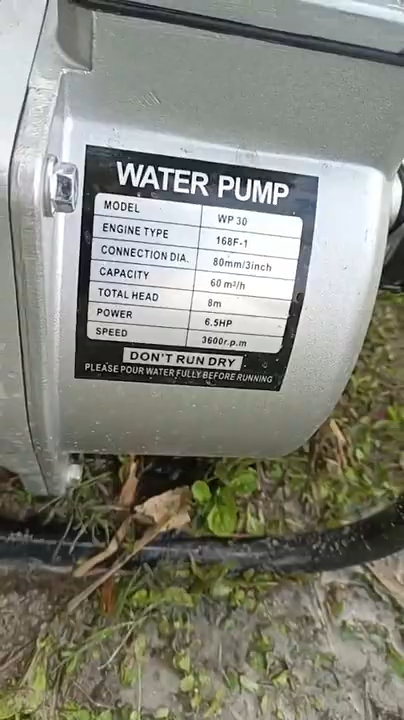 WATER PUMP
MODEL WP 30
ENGINE TYPE 168F-1
CONNECTION DIA. 80mm/3inch
CAPACITY 60 m³/h
TOTAL HEAD 8m
POWER 6.5HP
SPEED 3600r.p.m
DON'T RUN DRY
PLEASE POUR WATER FULLY BEFORE RUNNING